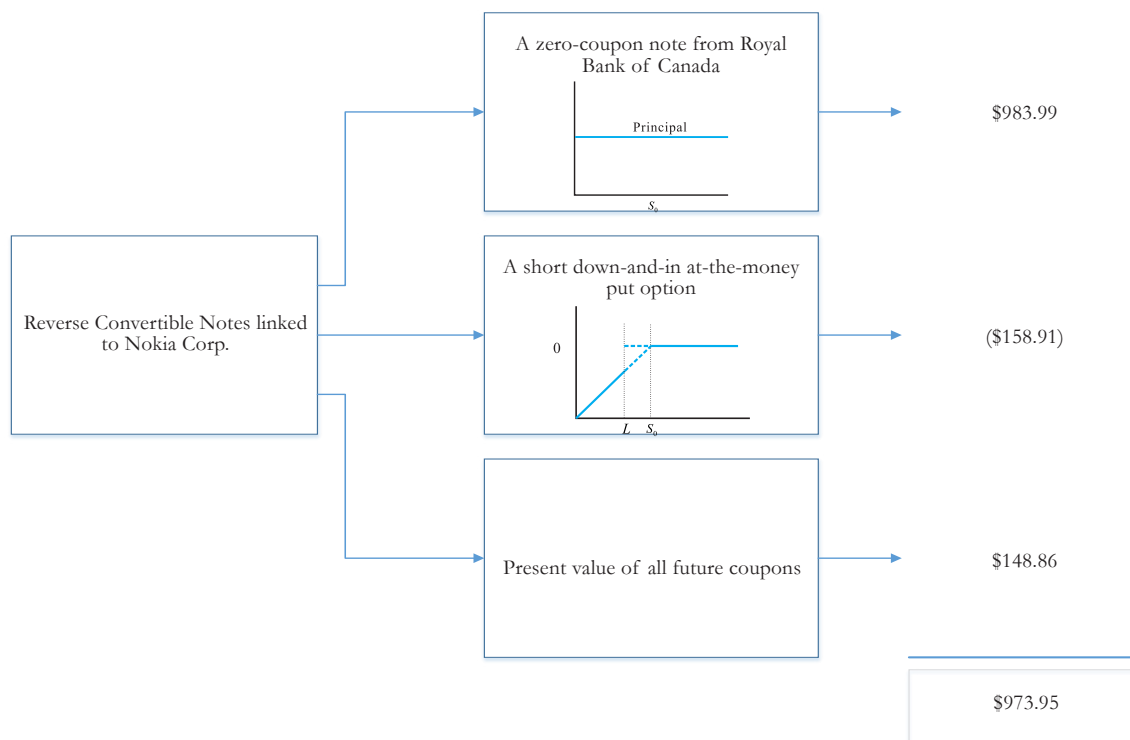 A zero-coupon note from Royal
Bank of Canada
Principal
S₀
$983.99
Reverse Convertible Notes linked
to Nokia Corp.
A short down-and-in at-the-money
put option
0
L S₀
($158.91)
Present value of all future coupons
$148.86
$973.95